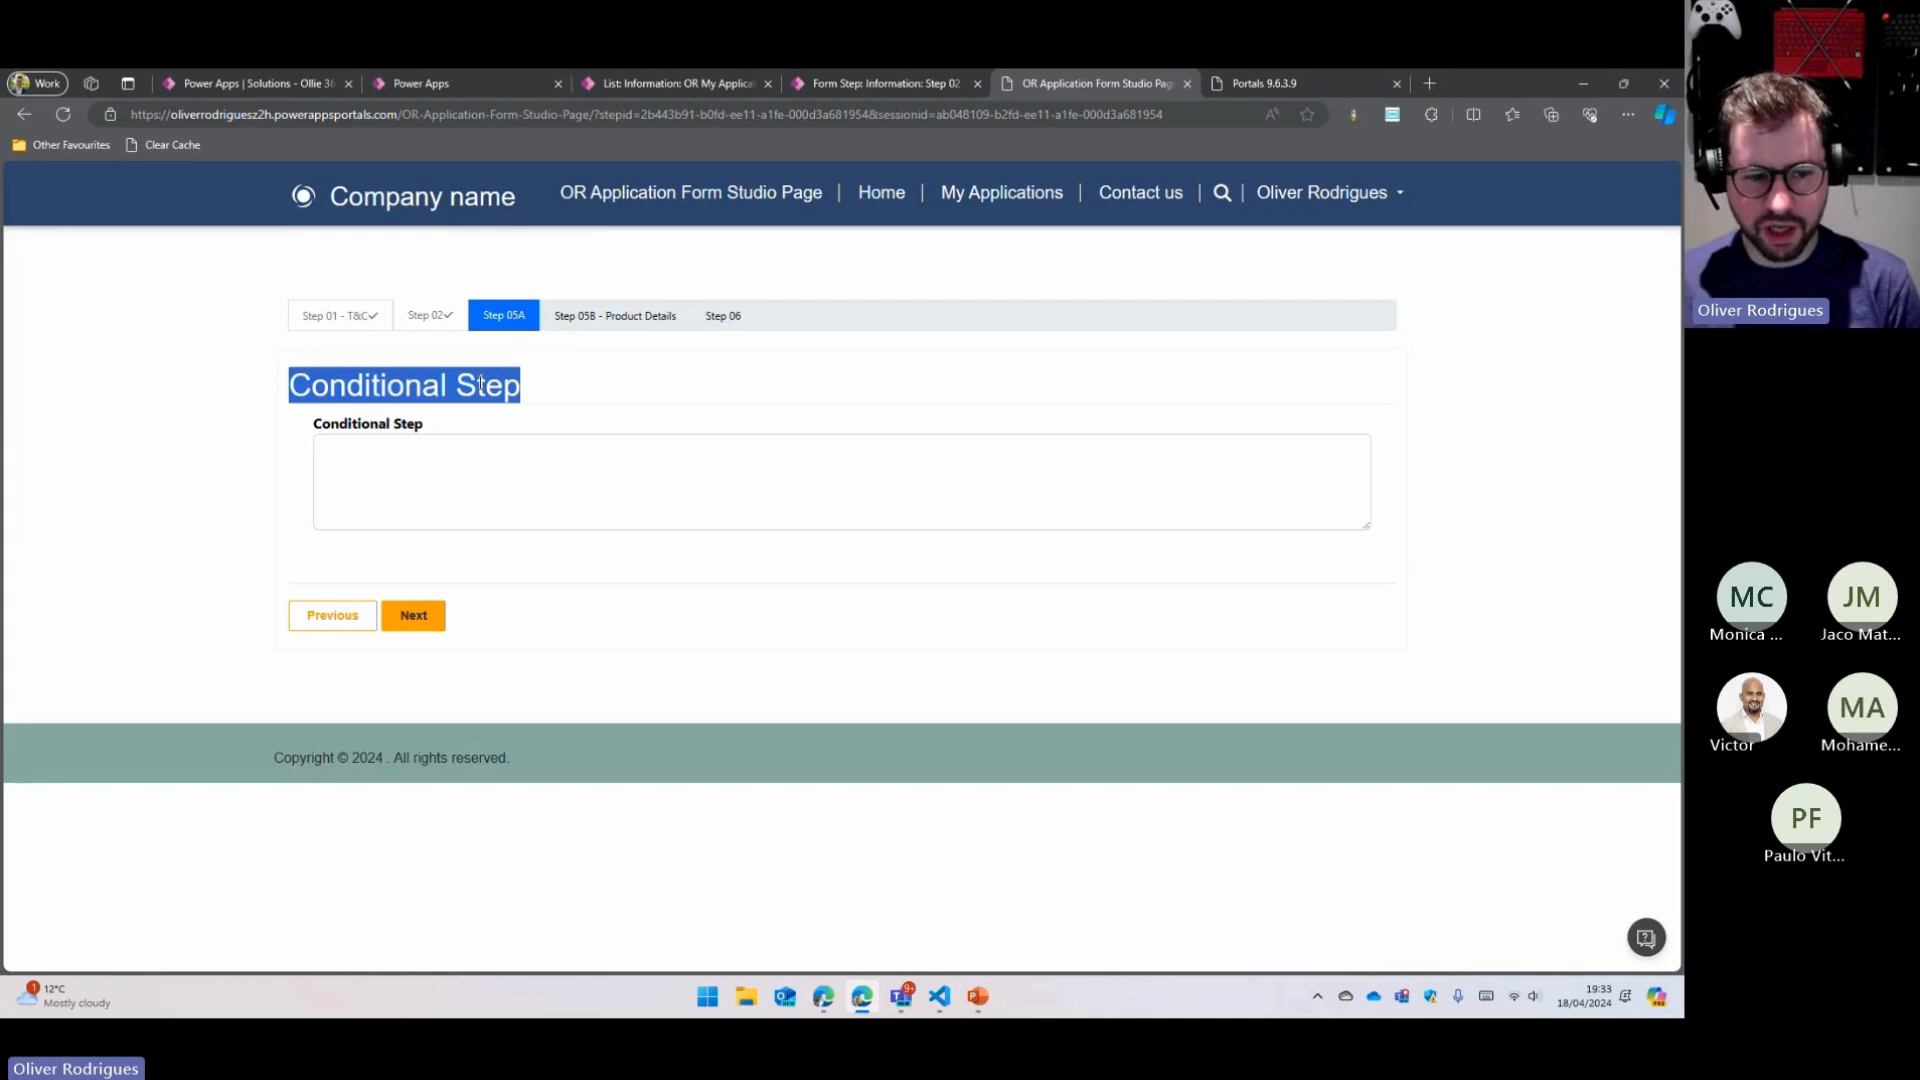 Work
Power Apps | Solutions - Ollie 36
Power Apps
List: Information: OR My Applica
Form Step: Information: Step 02
OR Application Form Studio Pag
Portals 9.6.3.9
https://oliverrodriguesz2h.powerappsportals.com/OR-Application-Form-Studio-Page/?stepid=2b443b91-b0fd-ee11-a1fe-000d3a681954&sessionid=ab048109-b2fd-ee11-a1fe-000d3a681954
Other Favourites
Clear Cache
Company name
OR Application Form Studio Page
Home
My Applications
Contact us
Oliver Rodrigues
Step 01 - T&C✓
Step 02✓
Step 05A
Step 05B - Product Details
Step 06
Conditional Step
Conditional Step
Previous
Next
Copyright © 2024 . All rights reserved.
1
12°C
Mostly cloudy
9+
19:33
18/04/2024
Oliver Rodrigues
MC
Monica ...
JM
Jaco Mat...
Victor
MA
Mohame...
PF
Paulo Vit...
Oliver Rodrigues